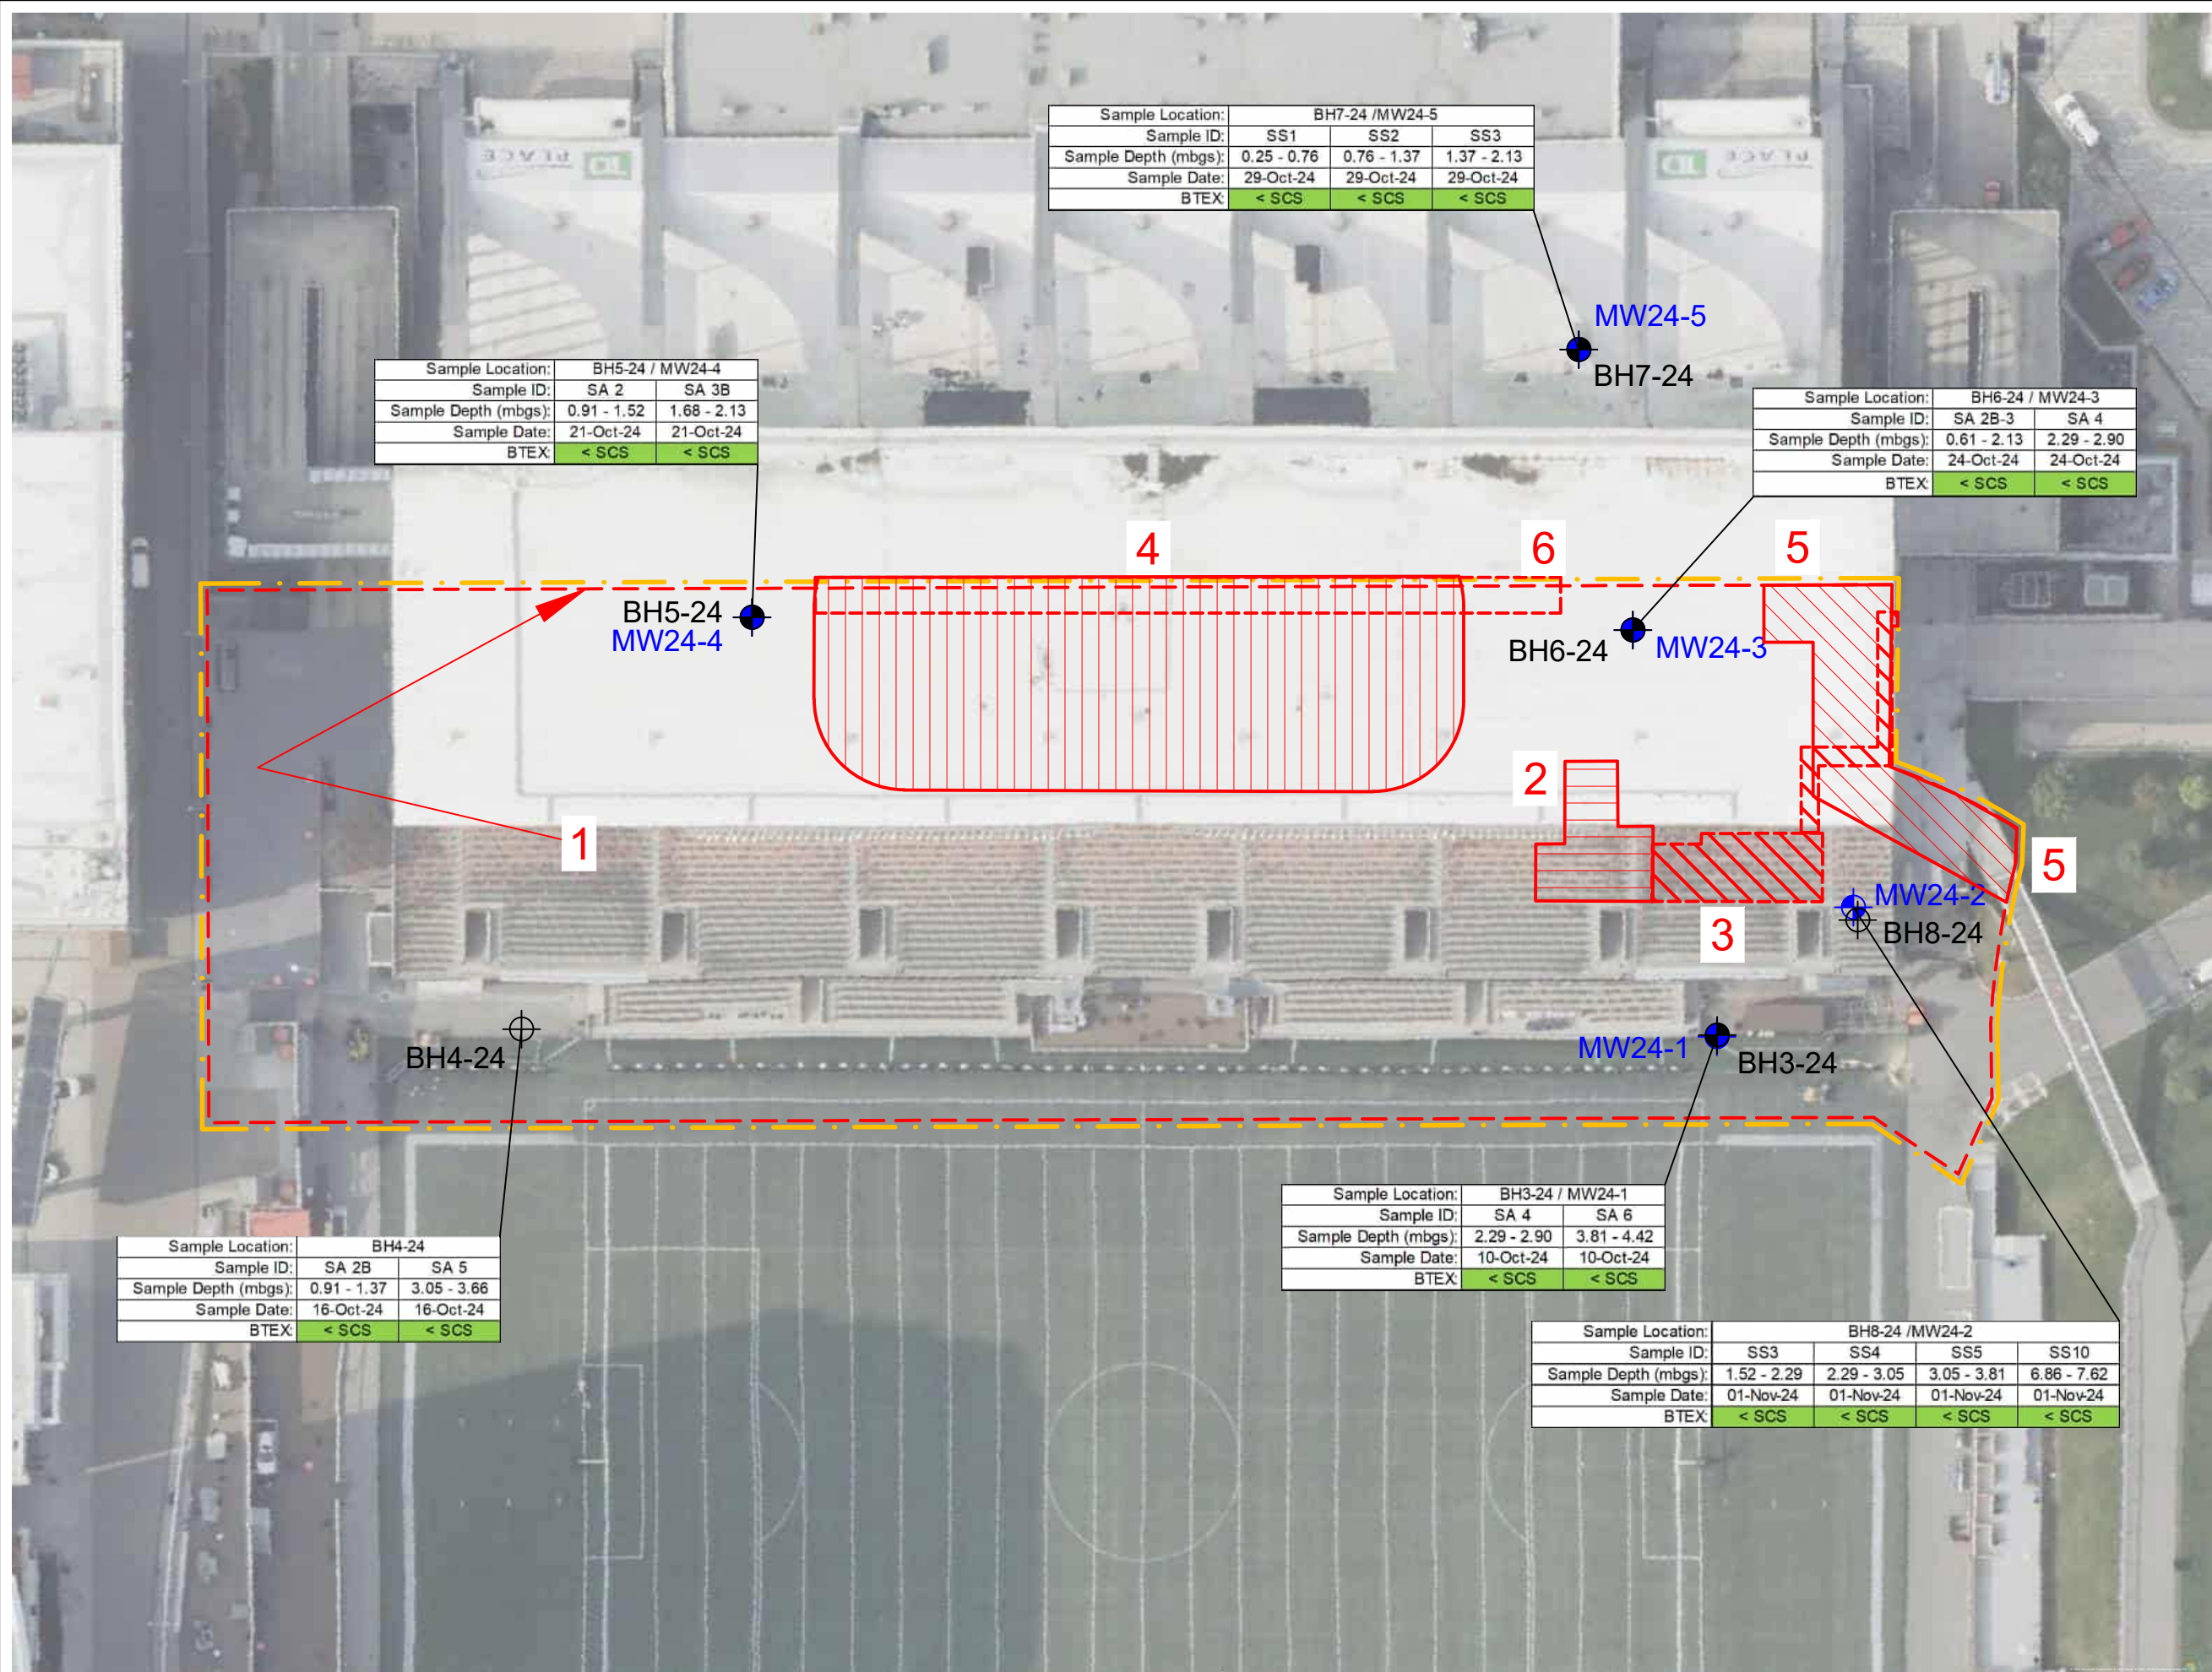 Sample Location: BH7-24 /MW24-5
Sample ID: SS1 SS2 SS3
Sample Depth (mbgs): 0.25 - 0.76 0.76 - 1.37 1.37 - 2.13
Sample Date: 29-Oct-24 29-Oct-24 29-Oct-24
BTEX: < SCS < SCS < SCS
TD PLACE
TD PLACE
MW24-5
BH7-24
Sample Location: BH5-24 / MW24-4
Sample ID: SA 2 SA 3B
Sample Depth (mbgs): 0.91 - 1.52 1.68 - 2.13
Sample Date: 21-Oct-24 21-Oct-24
BTEX: < SCS < SCS
Sample Location: BH6-24 / MW24-3
Sample ID: SA 2B-3 SA 4
Sample Depth (mbgs): 0.61 - 2.13 2.29 - 2.90
Sample Date: 24-Oct-24 24-Oct-24
BTEX: < SCS < SCS
4
6
5
BH5-24
MW24-4
BH6-24
MW24-3
2
1
5
MW24-2
BH8-24
3
BH4-24
MW24-1
BH3-24
Sample Location: BH3-24 / MW24-1
Sample ID: SA 4 SA 6
Sample Depth (mbgs): 2.29 - 2.90 3.81 - 4.42
Sample Date: 10-Oct-24 10-Oct-24
BTEX: < SCS < SCS
Sample Location: BH4-24
Sample ID: SA 2B SA 5
Sample Depth (mbgs): 0.91 - 1.37 3.05 - 3.66
Sample Date: 16-Oct-24 16-Oct-24
BTEX: < SCS < SCS
Sample Location: BH8-24 /MW24-2
Sample ID: SS3 SS4 SS5 SS10
Sample Depth (mbgs): 1.52 - 2.29 2.29 - 3.05 3.05 - 3.81 6.86 - 7.62
Sample Date: 01-Nov-24 01-Nov-24 01-Nov-24 01-Nov-24
BTEX: < SCS < SCS < SCS < SCS